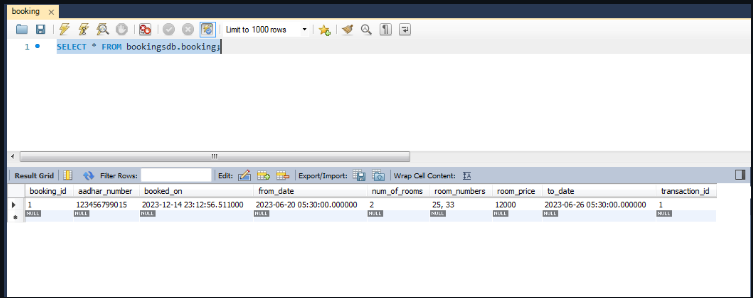 booking
Limit to 1000 rows
1 SELECT * FROM bookingsdb.booking;
Result Grid Filter Rows: Edit: Export/Import: Wrap Cell Content:
booking_id aadhar_number booked_on from_date num_of_rooms room_numbers room_price to_date transaction_id
1 123456799015 2023-12-14 23:12:56.511000 2023-06-20 05:30:00.000000 2 25, 33 12000 2023-06-26 05:30:00.000000 1
NULL NULL NULL NULL NULL NULL NULL NULL NULL